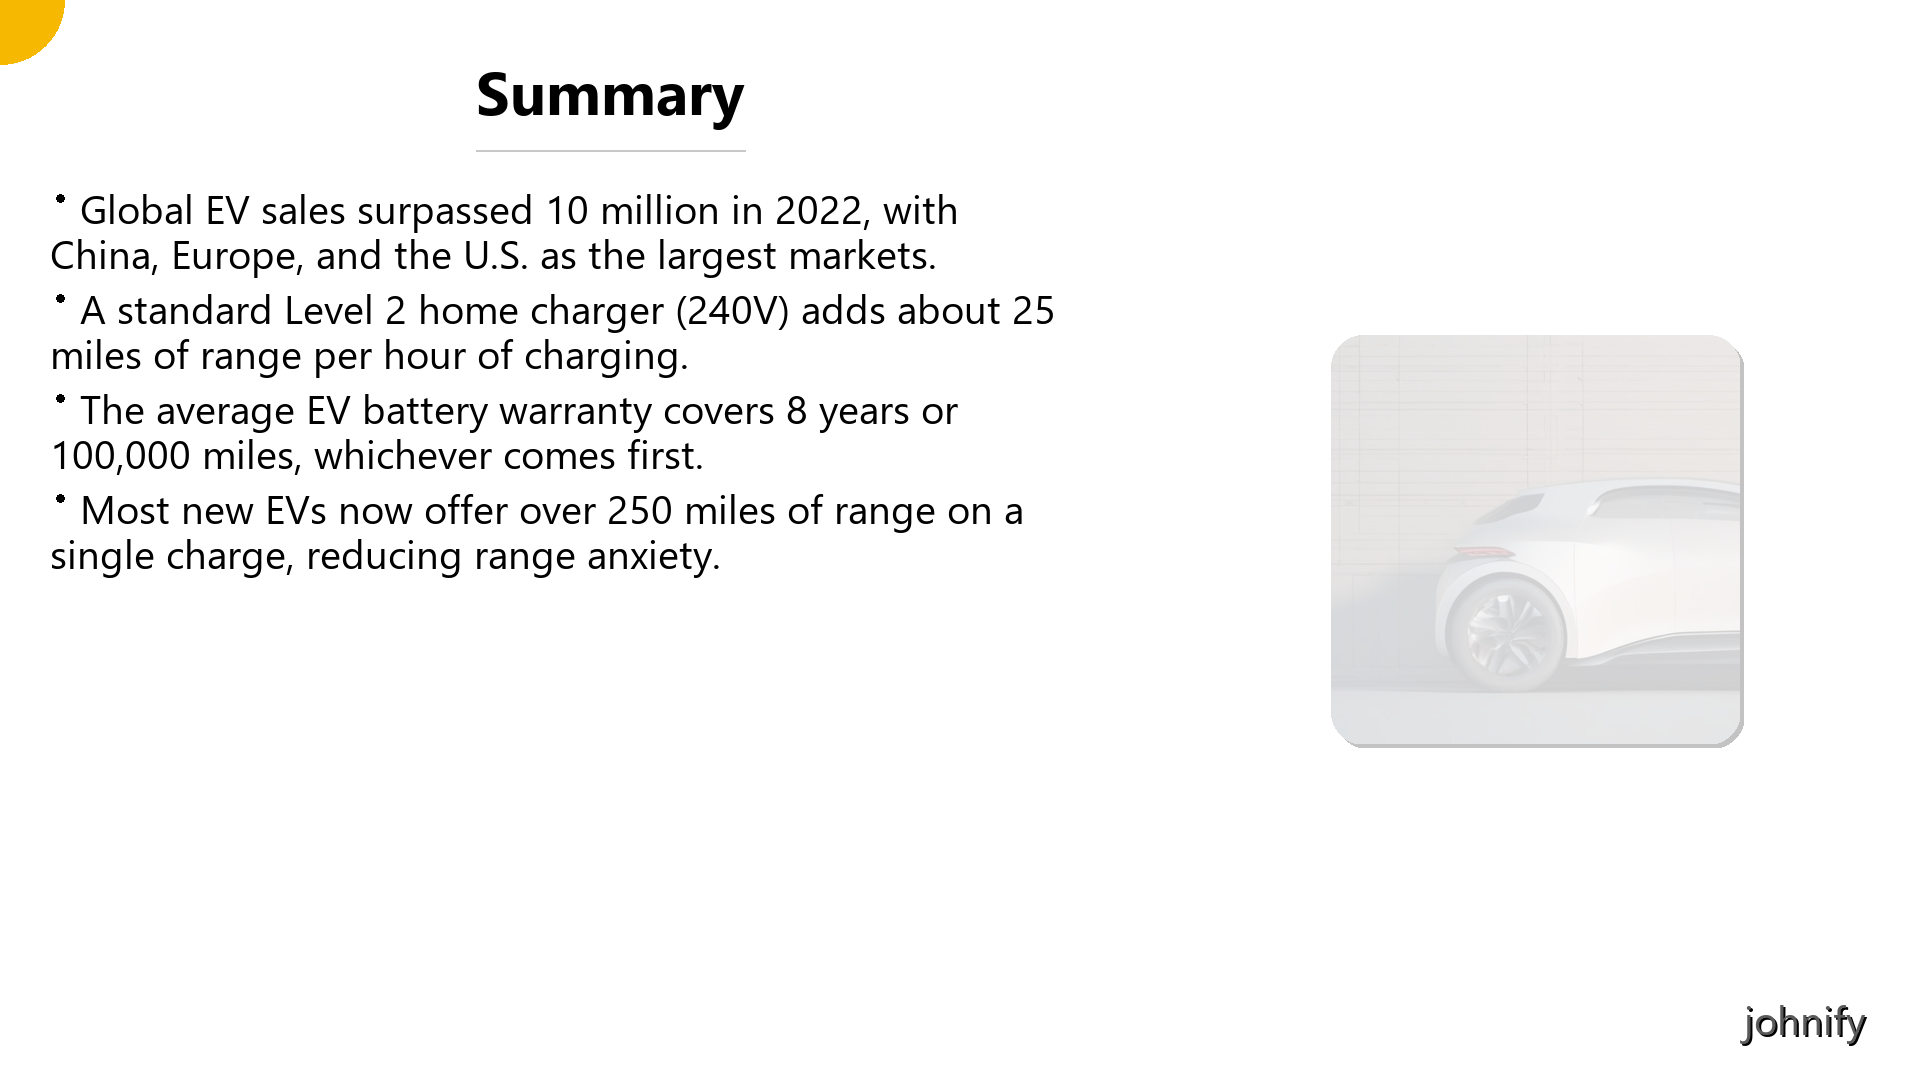 Summary
• Global EV sales surpassed 10 million in 2022, with
China, Europe, and the U.S. as the largest markets.
• A standard Level 2 home charger (240V) adds about 25
miles of range per hour of charging.
• The average EV battery warranty covers 8 years or
100,000 miles, whichever comes first.
• Most new EVs now offer over 250 miles of range on a
single charge, reducing range anxiety.
johnify